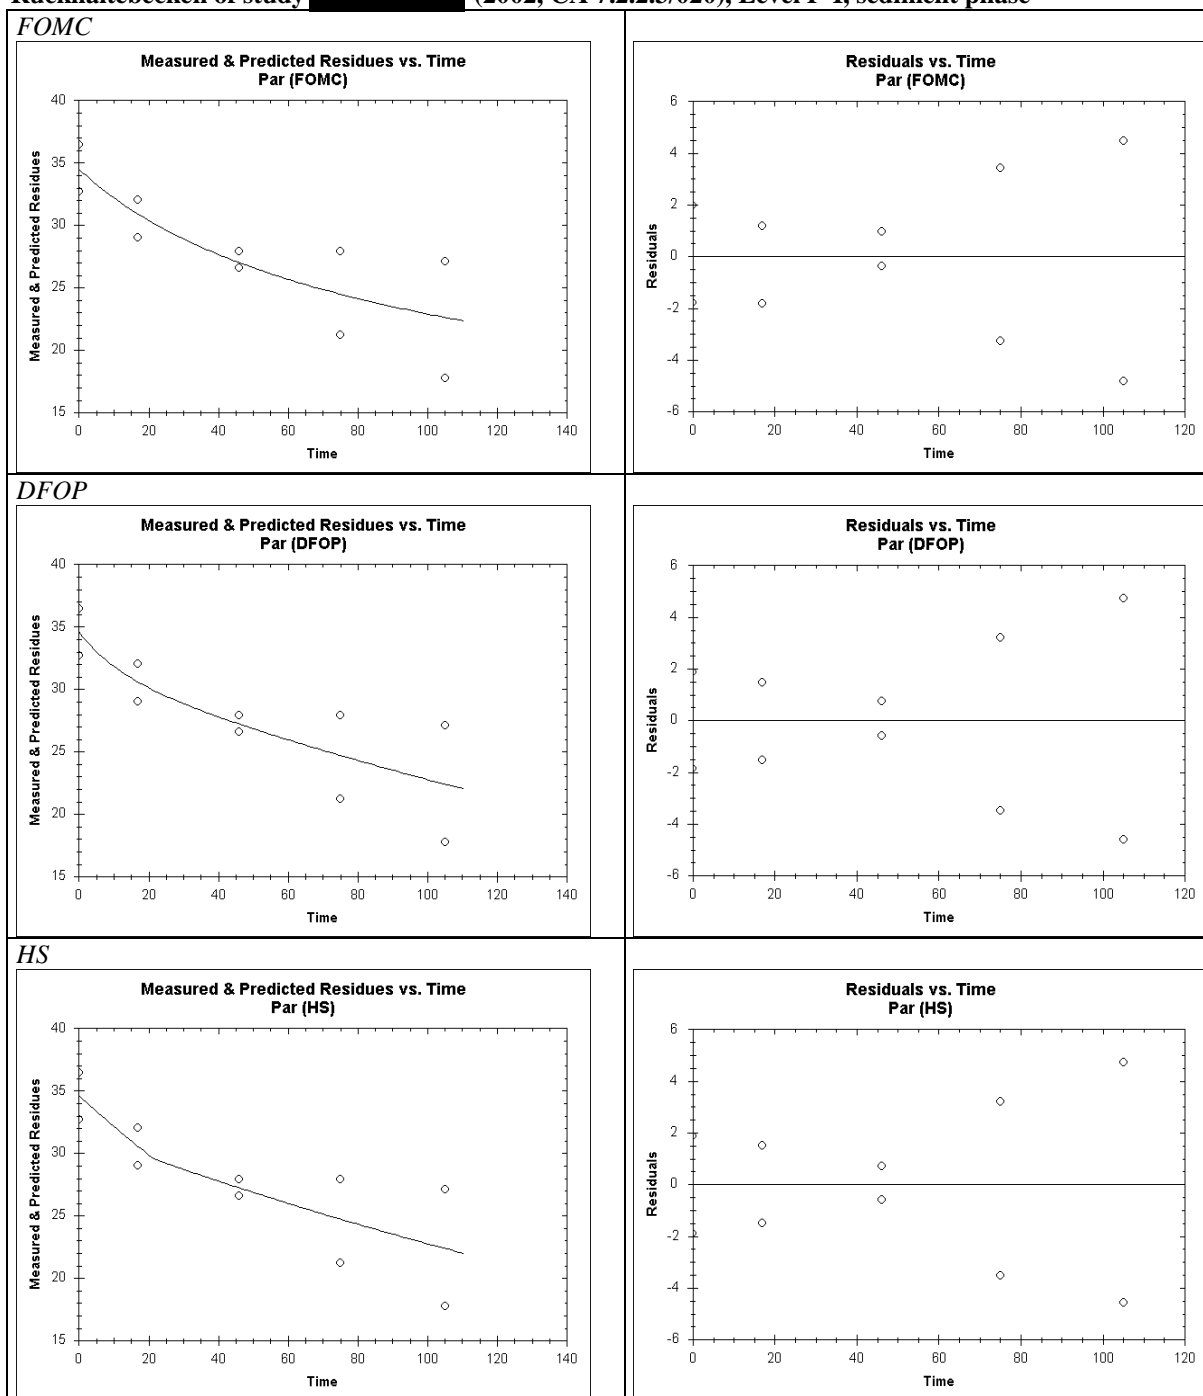 Rückhaltebecken of study (2002, CA 7.2.2.3/020), Level P-I, sediment phase
FOMC
Measured & Predicted Residues vs. Time
Par (FOMC)
Measured & Predicted Residues
40
35
30
25
20
15
0 20 40 60 80 100 120 140
Time
Residuals vs. Time
Par (FOMC)
Residuals
6
4
2
0
-2
-4
-6
0 20 40 60 80 100 120
Time
DFOP
Measured & Predicted Residues vs. Time
Par (DFOP)
Measured & Predicted Residues
40
35
30
25
20
15
0 20 40 60 80 100 120 140
Time
Residuals vs. Time
Par (DFOP)
Residuals
6
4
2
0
-2
-4
-6
0 20 40 60 80 100 120
Time
HS
Measured & Predicted Residues vs. Time
Par (HS)
Measured & Predicted Residues
40
35
30
25
20
15
0 20 40 60 80 100 120 140
Time
Residuals vs. Time
Par (HS)
Residuals
6
4
2
0
-2
-4
-6
0 20 40 60 80 100 120
Time